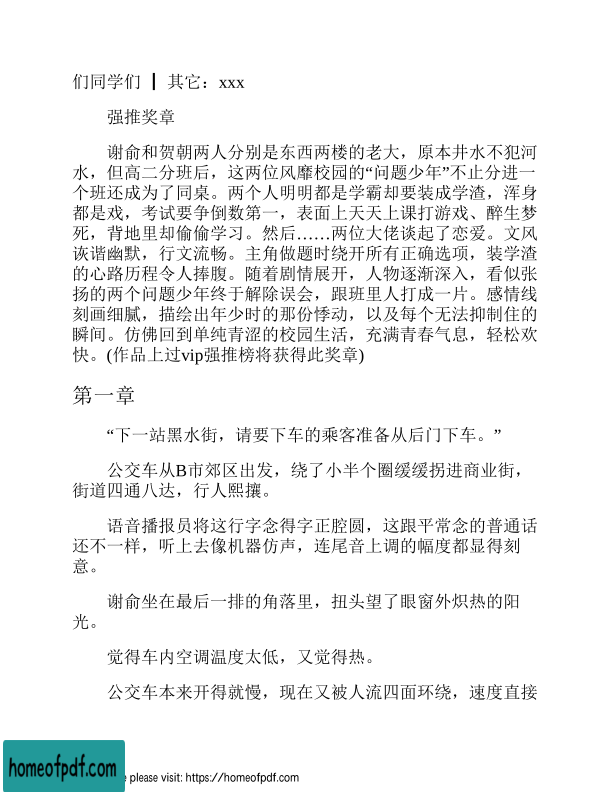 们同学们 ┃ 其它：xxx
强推奖章
谢俞和贺朝两人分别是东西两楼的老大，原本井水不犯河
水，但高二分班后，这两位风靡校园的“问题少年”不止分进一
个班还成为了同桌。两个人明明都是学霸却要装成学渣，浑身
都是戏，考试要争倒数第一，表面上天天上课打游戏、醉生梦
死，背地里却偷偷学习。然后……两位大佬谈起了恋爱。文风
诙谐幽默，行文流畅。主角做题时绕开所有正确选项，装学渣
的心路历程令人捧腹。随着剧情展开，人物逐渐深入，看似张
扬的两个问题少年终于解除误会，跟班里人打成一片。感情线
刻画细腻，描绘出年少时的那份悸动，以及每个无法抑制住的
瞬间。仿佛回到单纯青涩的校园生活，充满青春气息，轻松欢
快。(作品上过vip强推榜将获得此奖章)
第一章
“下一站黑水街，请要下车的乘客准备从后门下车。”
公交车从B市郊区出发，绕了小半个圈缓缓拐进商业街，
街道四通八达，行人熙攘。
语音播报员将这行字念得字正腔圆，这跟平常念的普通话
还不一样，听上去像机器仿声，连尾音上调的幅度都显得刻
意。
谢俞坐在最后一排的角落里，扭头望了眼窗外炽热的阳
光。
觉得车内空调温度太低，又觉得热。
公交车本来开得就慢，现在又被人流四面环绕，速度直接
homeofpdf.com
please visit: https://homeofpdf.com